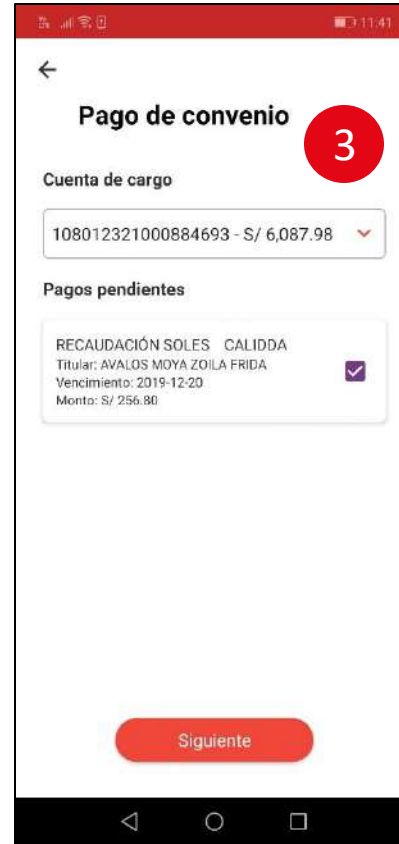 11:41
Pago de convenio
3
Cuenta de cargo
108012321000884693 - S/ 6,087.98
Pagos pendientes
RECAUDACIÓN SOLES CALIDDA
Titular: AVALOS MOYA ZOILA FRIDA
Vencimiento: 2019-12-20
Monto: S/ 256.80
Siguiente